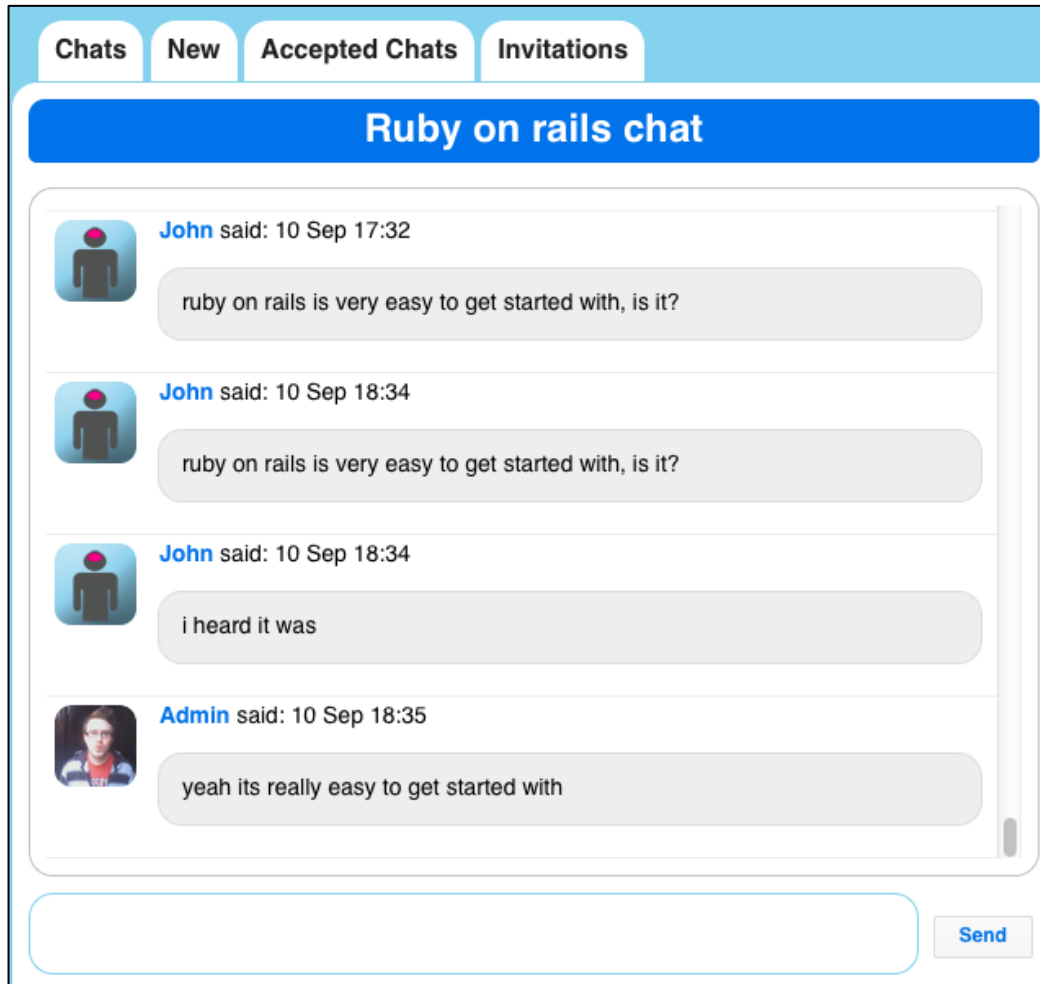 Chats New Accepted Chats Invitations
Ruby on rails chat
John said: 10 Sep 17:32
ruby on rails is very easy to get started with, is it?
John said: 10 Sep 18:34
ruby on rails is very easy to get started with, is it?
John said: 10 Sep 18:34
i heard it was
Admin said: 10 Sep 18:35
yeah its really easy to get started with
Send